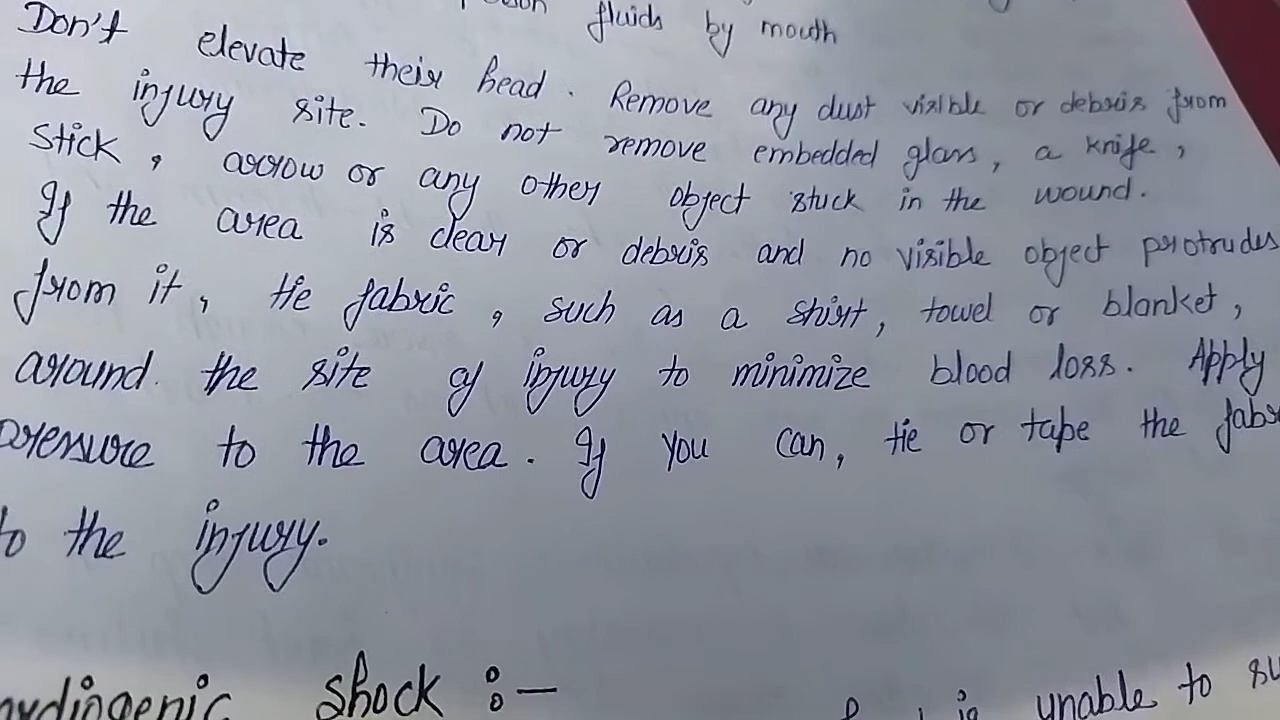 fluids by mouth
Don't elevate their head. Remove any dust visible or debris from
the injury site. Do not remove embedded glass, a knife,
stick, arrow or any other object stuck in the wound.
If the area is clear or debris and no visible object protrudes
from it, tie fabric, such as a shirt, towel or blanket,
around. the site of injury to minimize blood loss. Apply
pressure to the area. If you can, tie or tape the
to the injury.
shock :-
is unable to